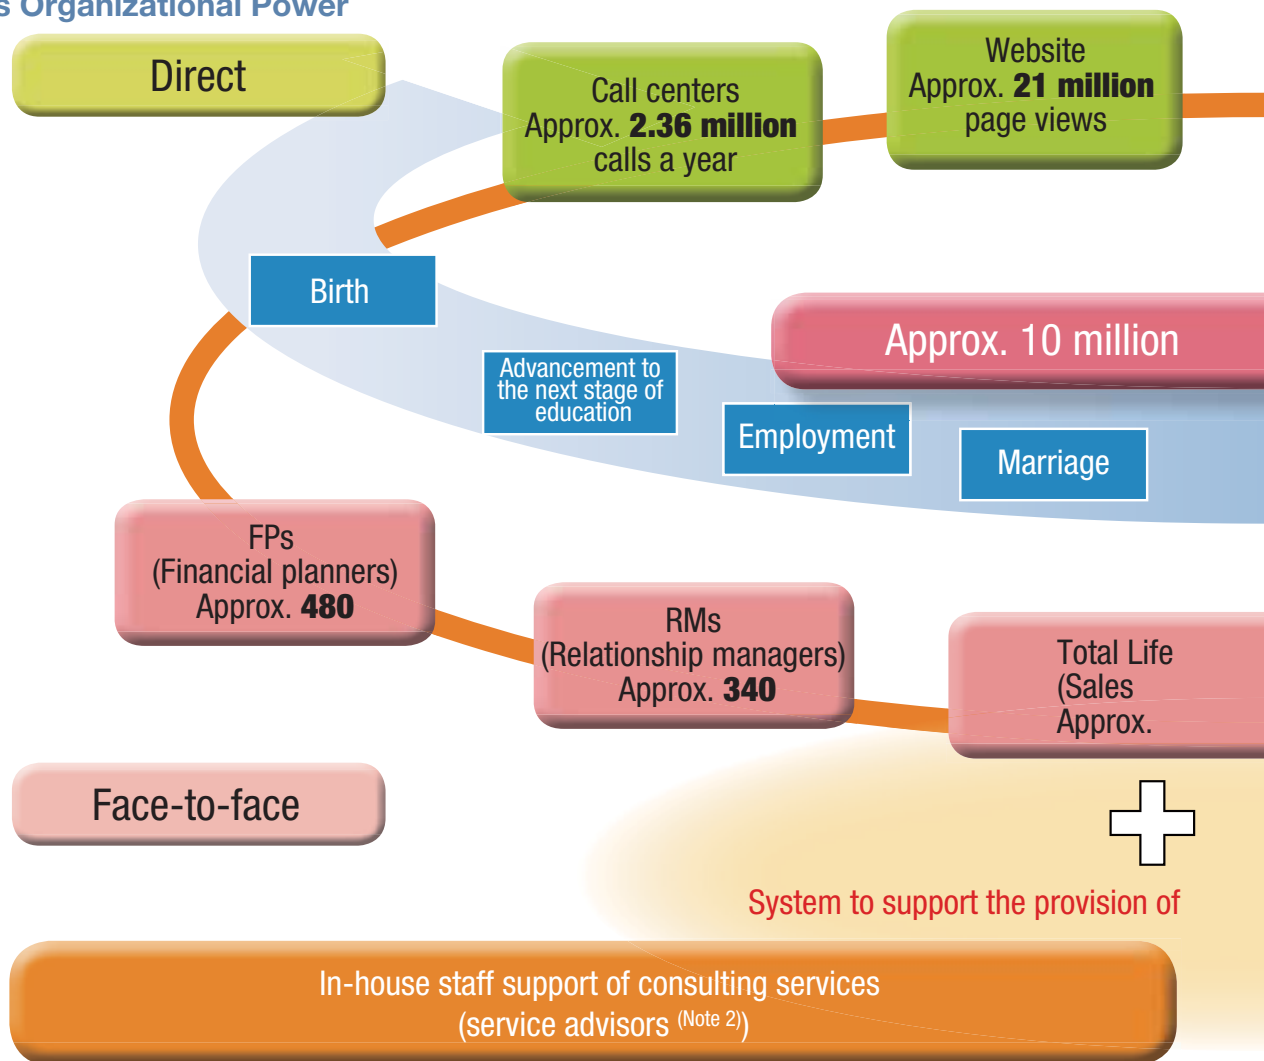 s Organizational Power
Direct
Call centers
Approx. 2.36 million
calls a year
Website
Approx. 21 million
page views
Birth
Approx. 10 million
Advancement to
the next stage of
education
Employment
Marriage
FPs
(Financial planners)
Approx. 480
RMs
(Relationship managers)
Approx. 340
Total Life
(Sales
Approx.
Face-to-face
System to support the provision of
In-house staff support of consulting services
(service advisors (Note 2))